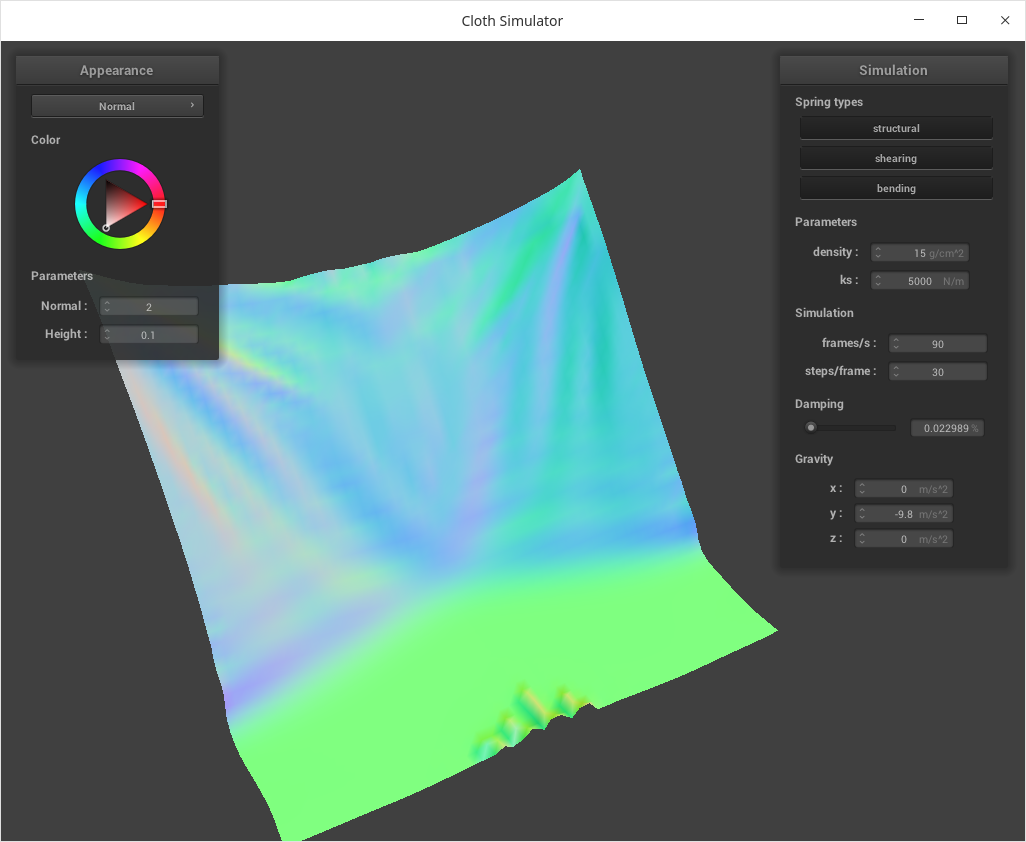 Cloth Simulator
Appearance
Normal ›
Color
Parameters
Normal : 2
Height : 0.1
Simulation
Spring types
structural
shearing
bending
Parameters
density : 15 g/cm^2
ks : 5000 N/m
Simulation
frames/s : 90
steps/frame : 30
Damping
0.022989 %
Gravity
x : 0 m/s^2
y : -9.8 m/s^2
z : 0 m/s^2